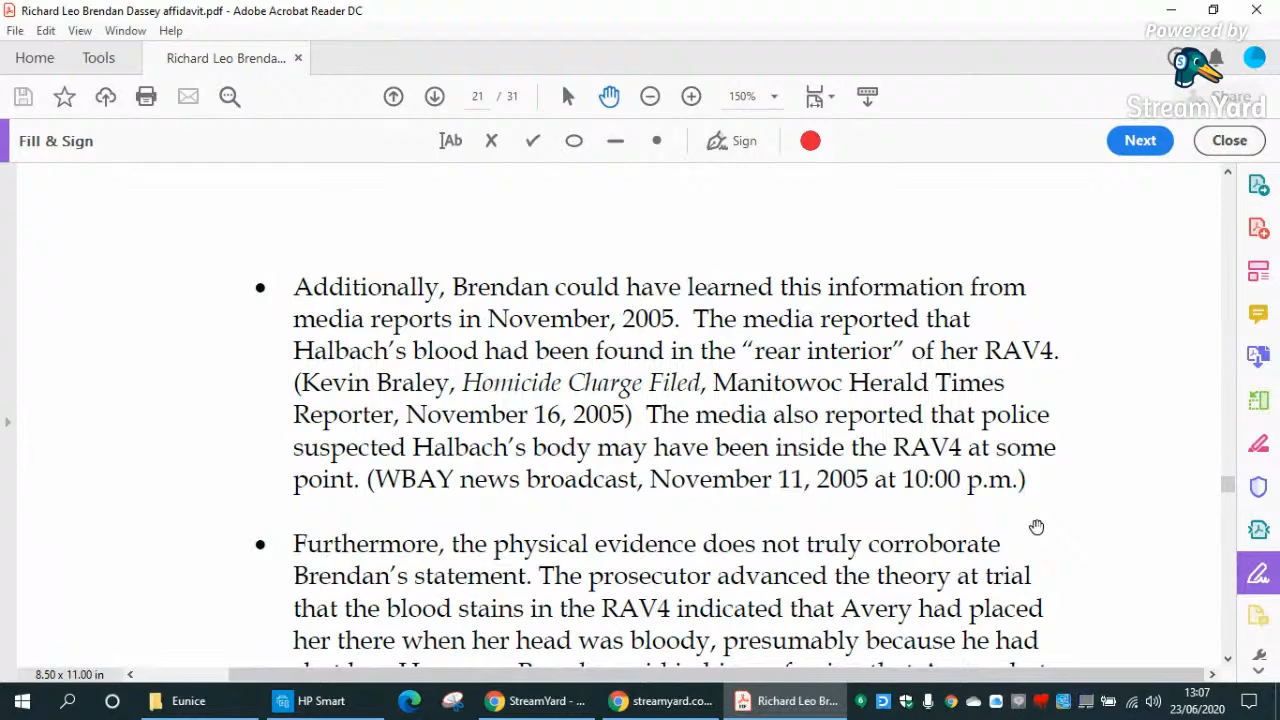 Richard Leo Brendan Dassey affidavit.pdf - Adobe Acrobat Reader DC
File Edit View Window Help
Powered by
StreamYard
Home Tools Richard Leo Brenda... ×
21 / 31 150% Share
Fill & Sign Ab Sign Next Close
• Additionally, Brendan could have learned this information from
media reports in November, 2005. The media reported that
Halbach's blood had been found in the “rear interior” of her RAV4.
(Kevin Braley, Homicide Charge Filed, Manitowoc Herald Times
Reporter, November 16, 2005) The media also reported that police
suspected Halbach's body may have been inside the RAV4 at some
point. (WBAY news broadcast, November 11, 2005 at 10:00 p.m.)
• Furthermore, the physical evidence does not truly corroborate
Brendan's statement. The prosecutor advanced the theory at trial
that the blood stains in the RAV4 indicated that Avery had placed
her there when her head was bloody, presumably because he had
8.50 x 11.00 in
Eunice HP Smart StreamYard - ... streamyard.co... Richard Leo Br... 13:07
23/06/2020